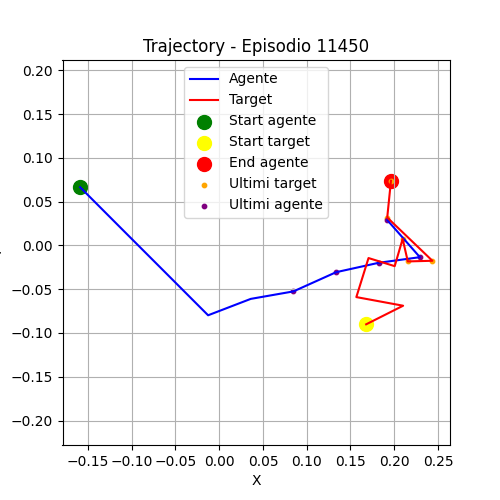 Trajectory - Episodio 11450
Agente
Target
Start agente
Start target
End agente
Ultimi target
Ultimi agente
0.20
0.15
0.10
0.05
0.00
−0.05
−0.10
−0.15
−0.20
−0.15 −0.10 −0.05 0.00 0.05 0.10 0.15 0.20 0.25
X